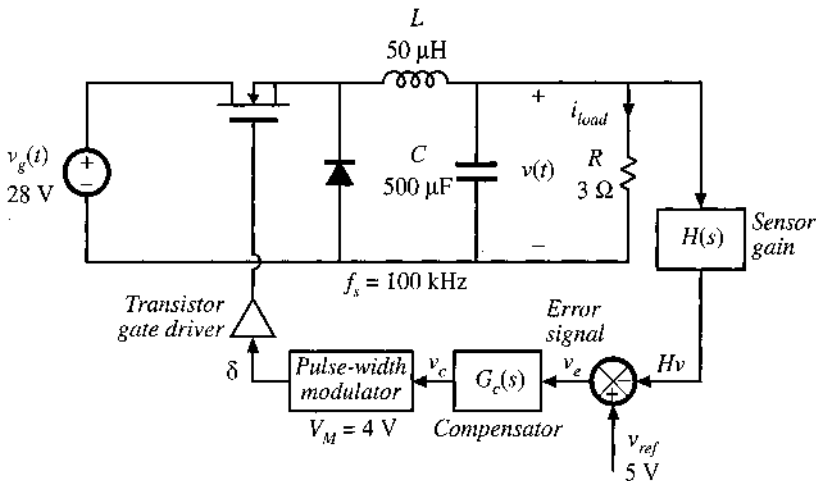 L
50 μH
v_g(t)
28 V
+
−
C
500 μF
+
v(t)
−
i_load
R
3 Ω
H(s)
Sensor
gain
f_s = 100 kHz
Transistor
gate driver
δ
Pulse-width
modulator
V_M = 4 V
v_c
G_c(s)
Compensator
Error
signal
v_e
−
+
Hv
v_ref
5 V